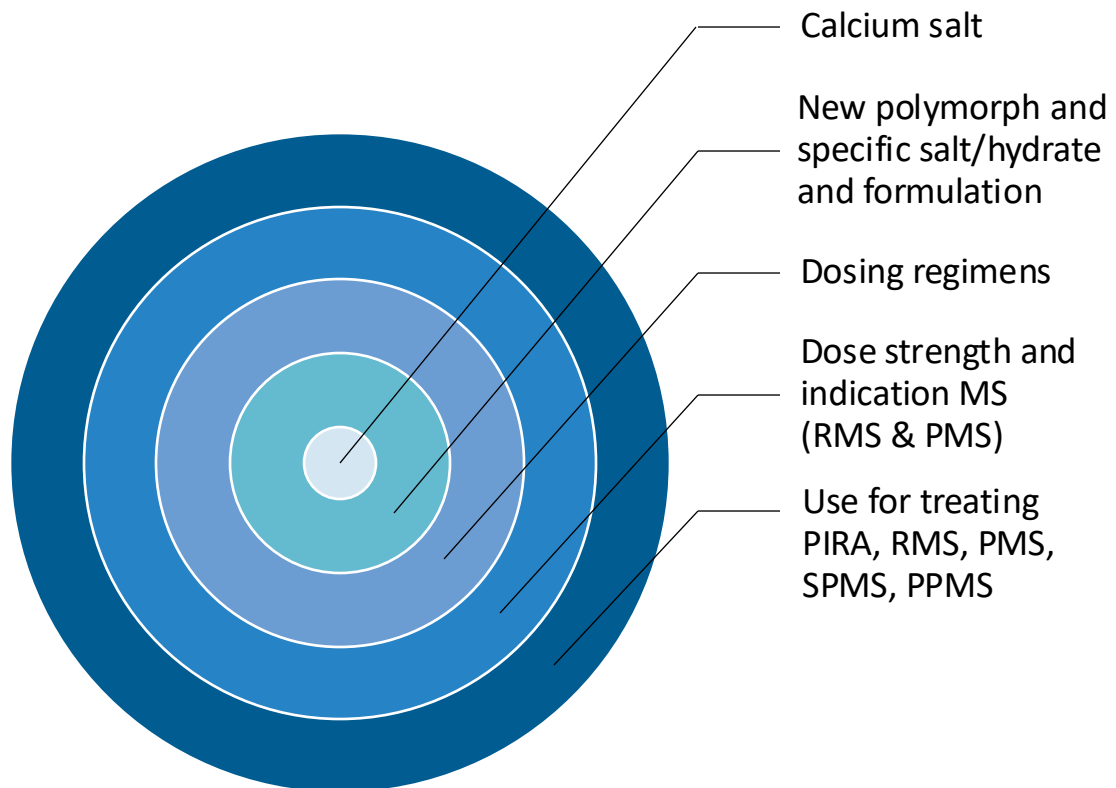 Calcium salt
New polymorph and
specific salt/hydrate
and formulation
Dosing regimens
Dose strength and
indication MS
(RMS & PMS)
Use for treating
PIRA, RMS, PMS,
SPMS, PPMS